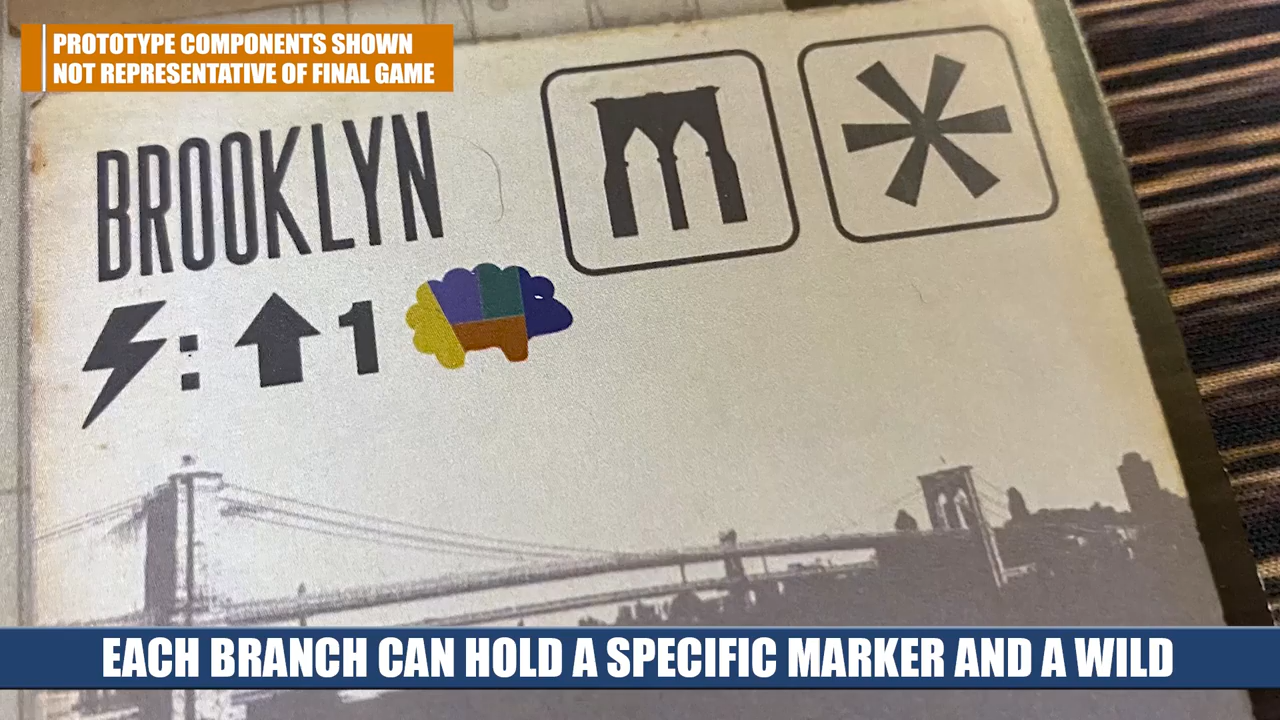 PROTOTYPE COMPONENTS SHOWN
NOT REPRESENTATIVE OF FINAL GAME
BROOKLYN
: 1
EACH BRANCH CAN HOLD A SPECIFIC MARKER AND A WILD